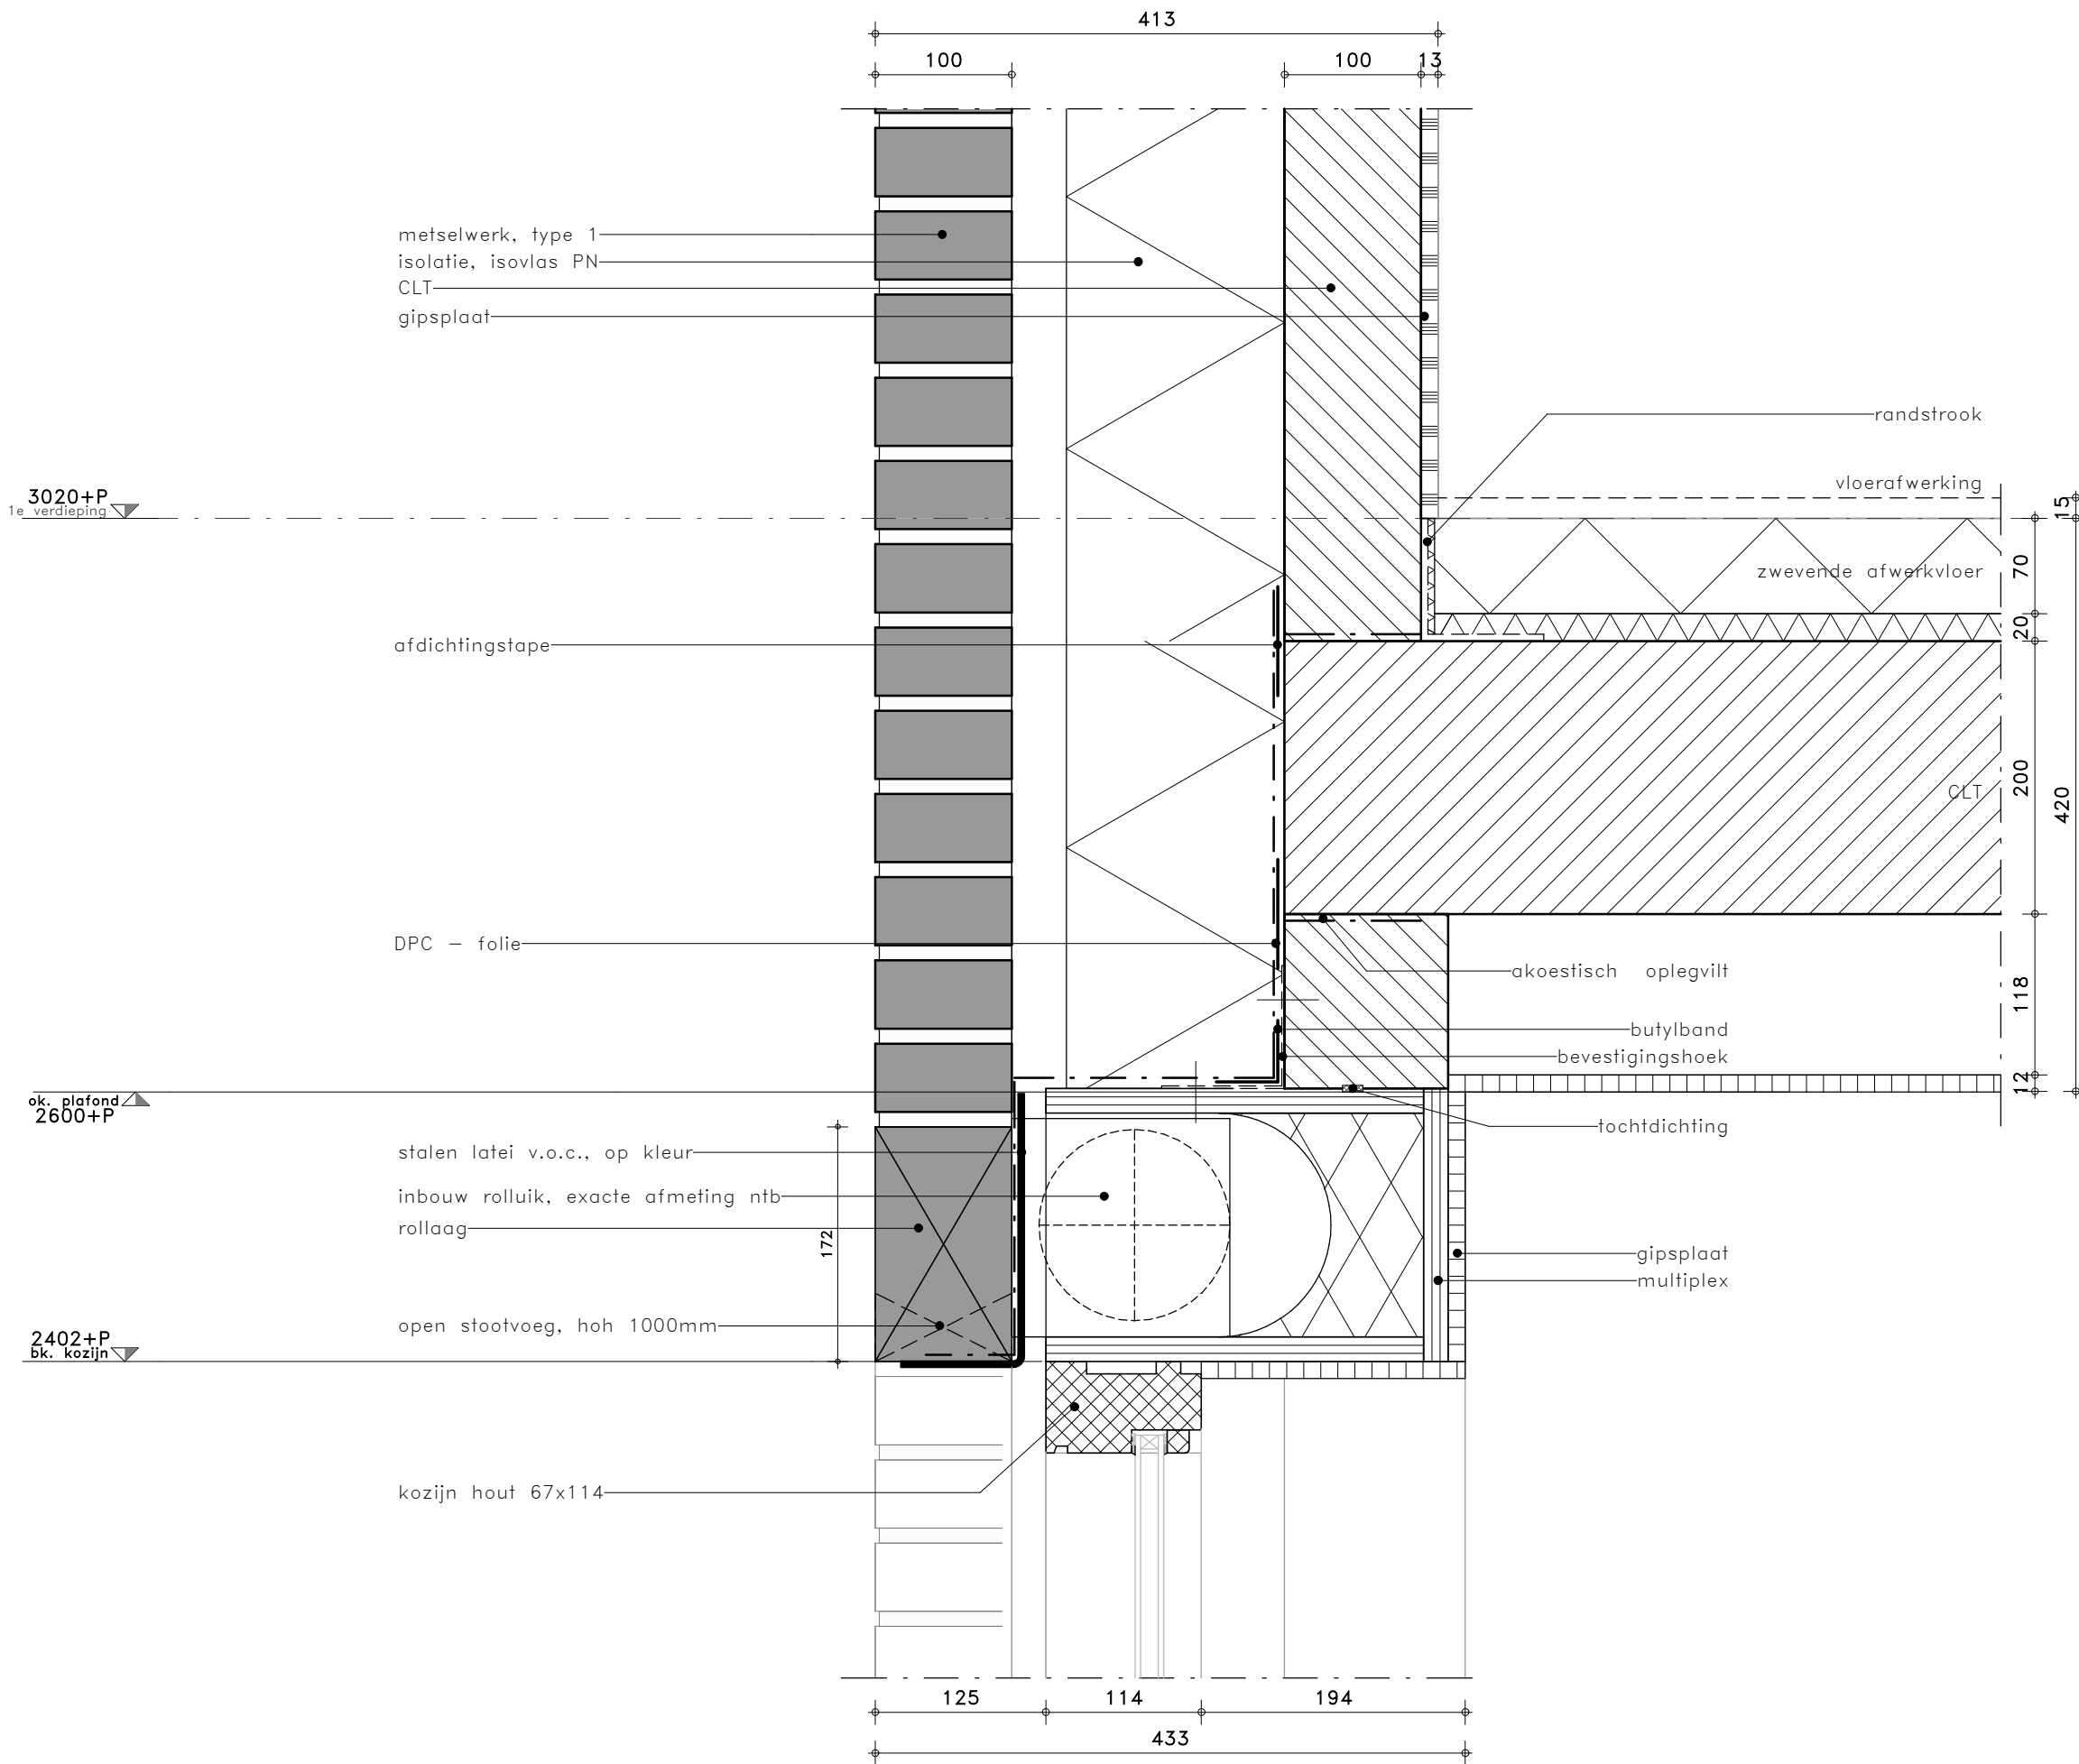 413
100
100
13
metselwerk, type 1
isolatie, isovlas PN
CLT
gipsplaat
randstrook
vloerafwerking
3020+P
1e verdieping
15
zwevende afwerkvloer
70
20
afdichtingstape
CLT
200
420
DPC – folie
akoestisch oplegvilt
118
butylband
bevestigingshoek
12
ok. plafond
2600+P
tochtdichting
stalen latei v.o.c., op kleur
inbouw rolluik, exacte afmeting ntb
rollaag
172
gipsplaat
multiplex
open stootvoeg, hoh 1000mm
2402+P
bk. kozijn
kozijn hout 67x114
125
114
194
433